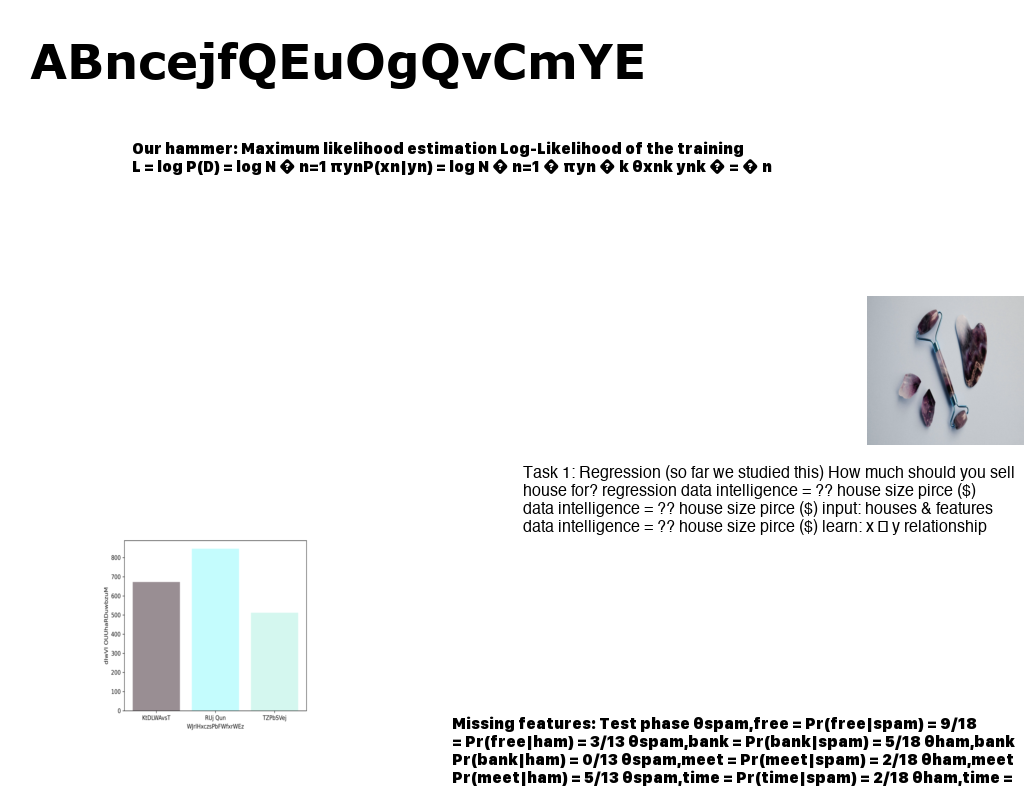 ABncejfQEuOgQvCmYE
Our hammer: Maximum likelihood estimation Log-Likelihood of the training
L = log P(D) = log N � n=1 πynP(xn|yn) = log N � n=1 � πyn � k θxnk ynk � = � n
Task 1: Regression (so far we studied this) How much should you sell
house for? regression data intelligence = ?? house size pirce ($)
data intelligence = ?? house size pirce ($) input: houses & features
data intelligence = ?? house size pirce ($) learn: x □ y relationship
800
700
600
500
400
300
200
100
0
KtDLWAvsT
RUj Qun
TZPbSVej
Missing features: Test phase θspam,free = Pr(free|spam) = 9/18
= Pr(free|ham) = 3/13 θspam,bank = Pr(bank|spam) = 5/18 θham,bank
Pr(bank|ham) = 0/13 θspam,meet = Pr(meet|spam) = 2/18 θham,meet
Pr(meet|ham) = 5/13 θspam,time = Pr(time|spam) = 2/18 θham,time =